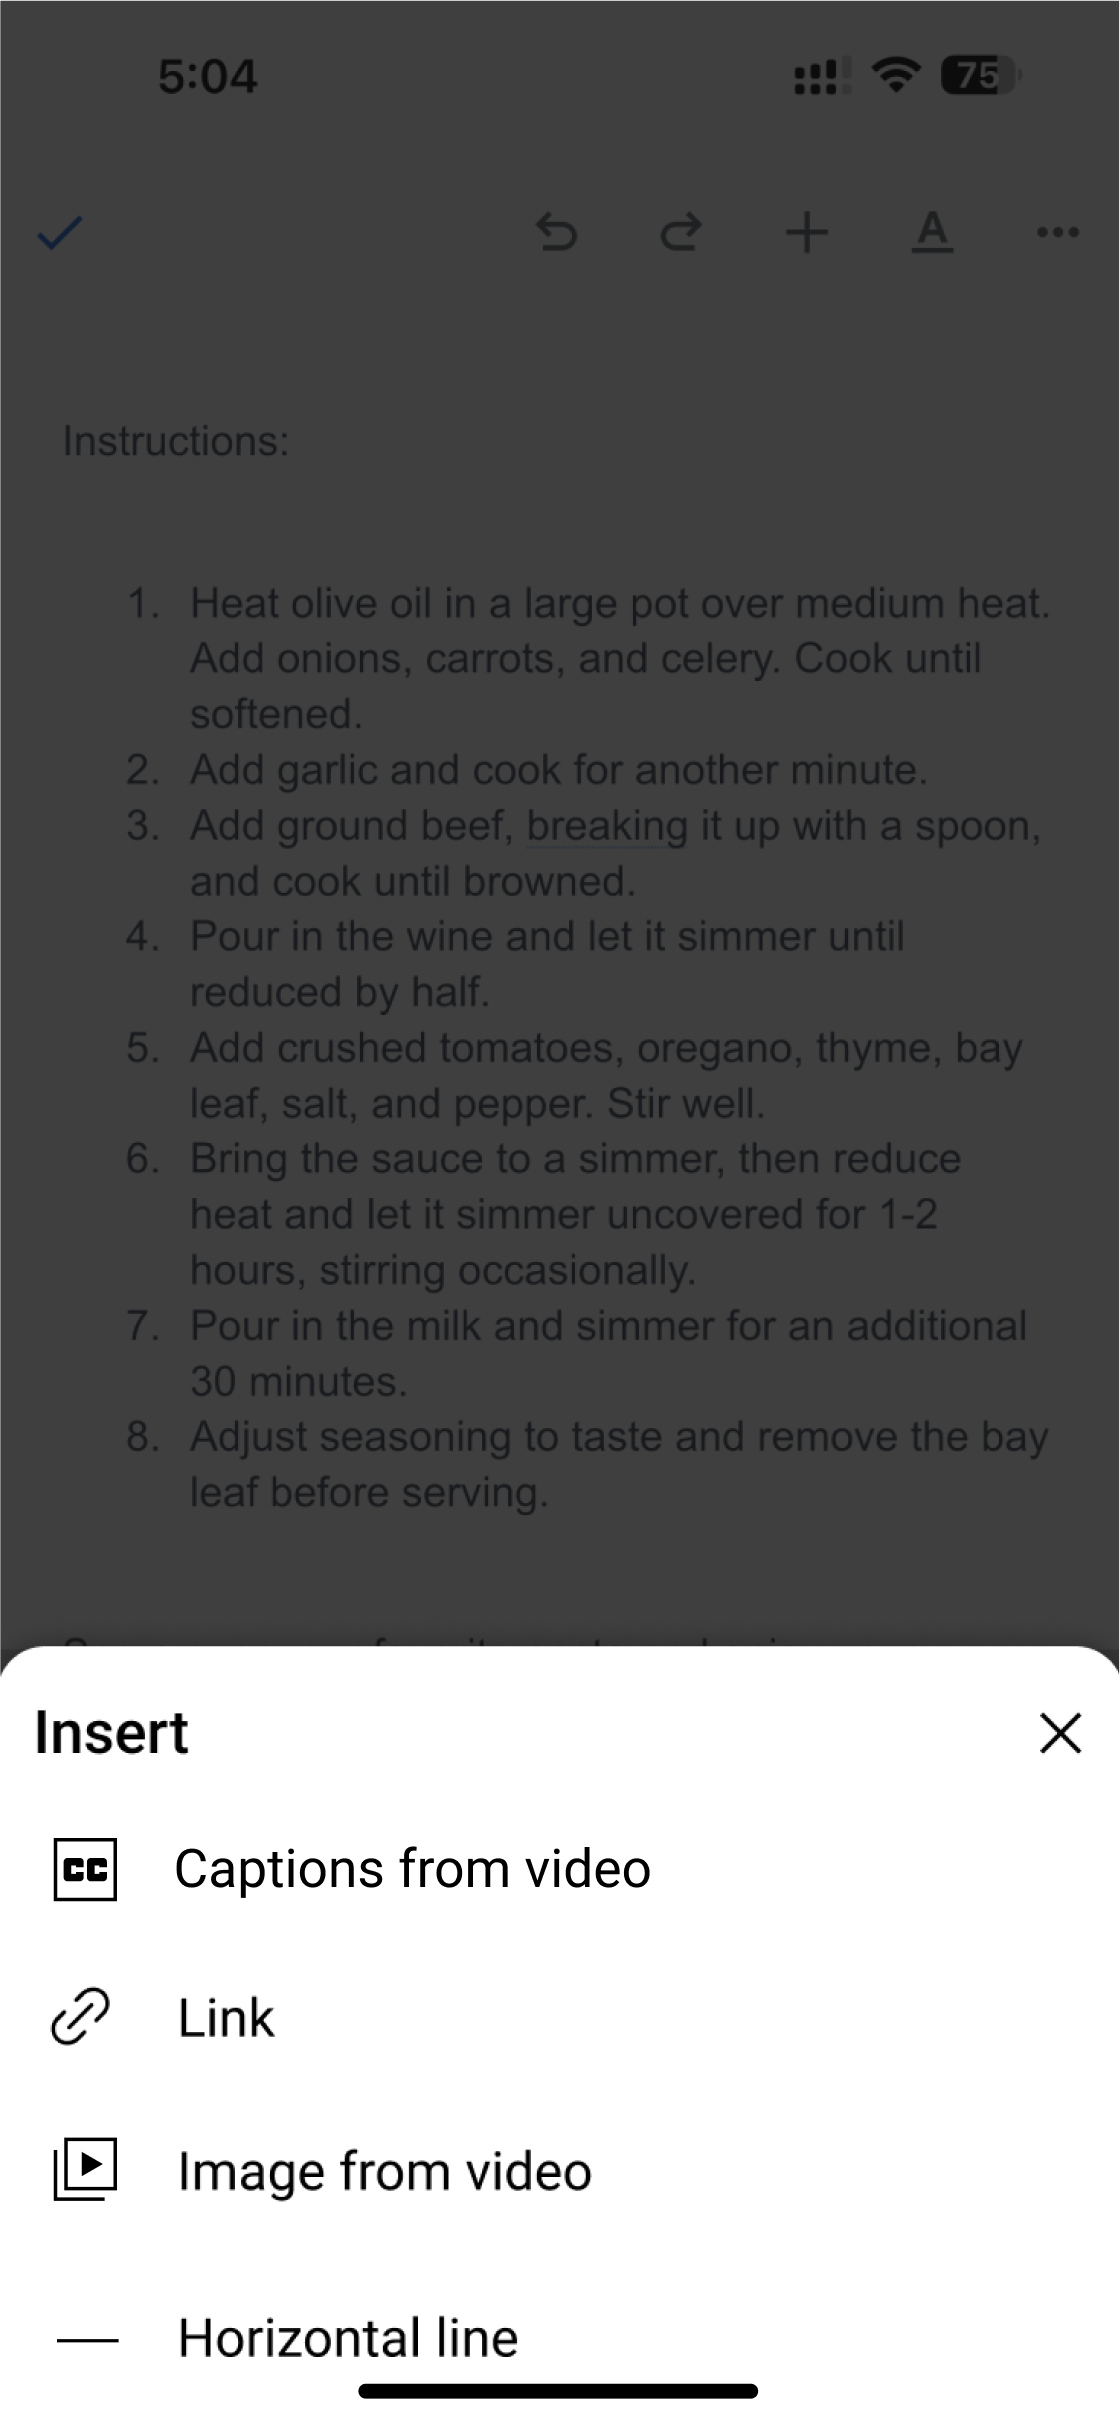 5:04
75
A
Instructions:
1. Heat olive oil in a large pot over medium heat.
Add onions, carrots, and celery. Cook until
softened.
2. Add garlic and cook for another minute.
3. Add ground beef, breaking it up with a spoon,
and cook until browned.
4. Pour in the wine and let it simmer until
reduced by half.
5. Add crushed tomatoes, oregano, thyme, bay
leaf, salt, and pepper. Stir well.
6. Bring the sauce to a simmer, then reduce
heat and let it simmer uncovered for 1-2
hours, stirring occasionally.
7. Pour in the milk and simmer for an additional
30 minutes.
8. Adjust seasoning to taste and remove the bay
leaf before serving.
Insert
CC Captions from video
Link
Image from video
Horizontal line